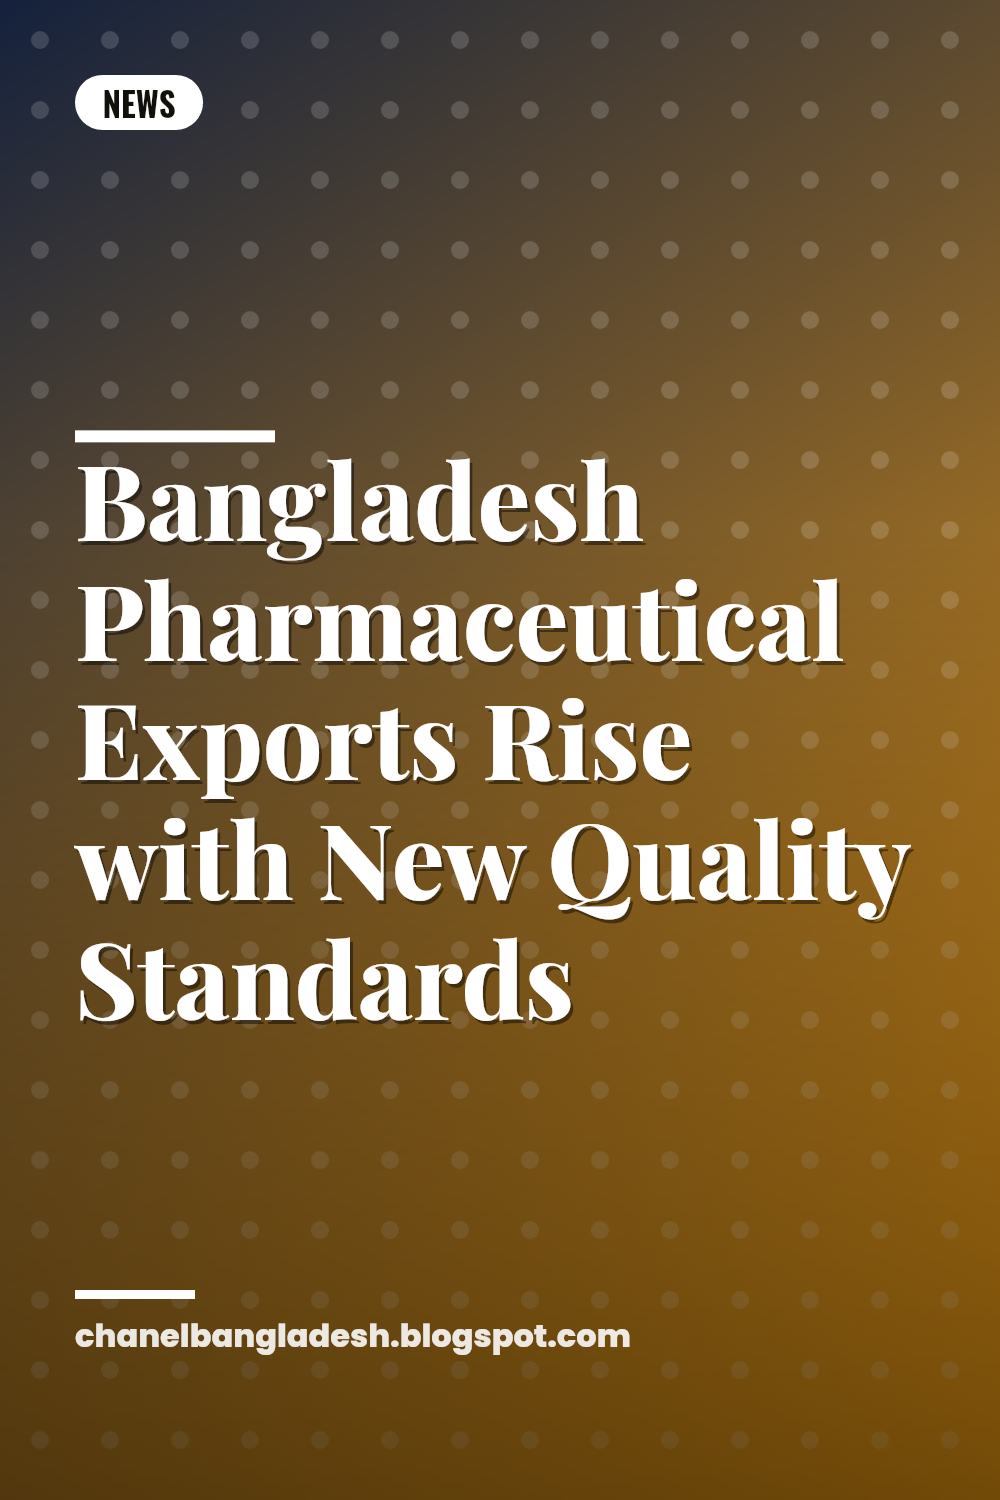 NEWS
Bangladesh
Pharmaceutical
Exports Rise
with New Quality
Standards
chanelbangladesh.blogspot.com